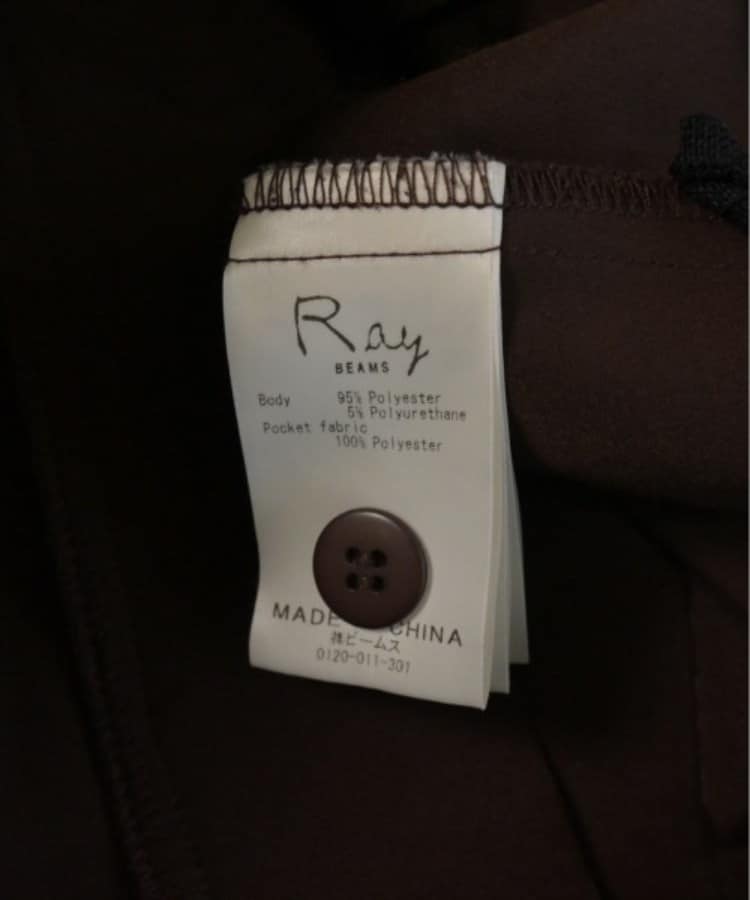 Ray
BEAMS
Body 95% Polyester
5% Polyurethane
Pocket fabric
100% Polyester
MADE CHINA
㈱ビームス
0120-011-301